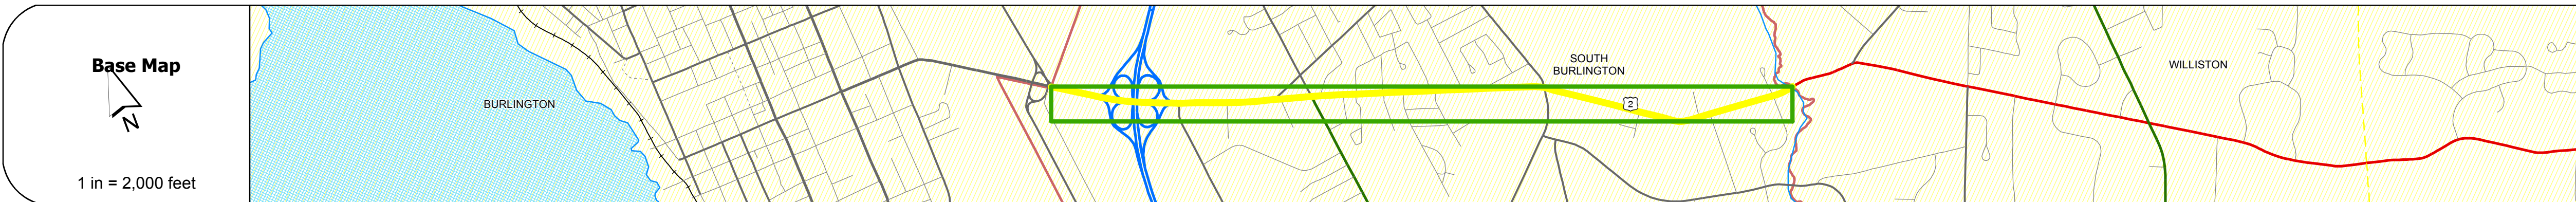 Base Map
N
1 in = 2,000 feet
BURLINGTON
SOUTH
BURLINGTON
2
WILLISTON